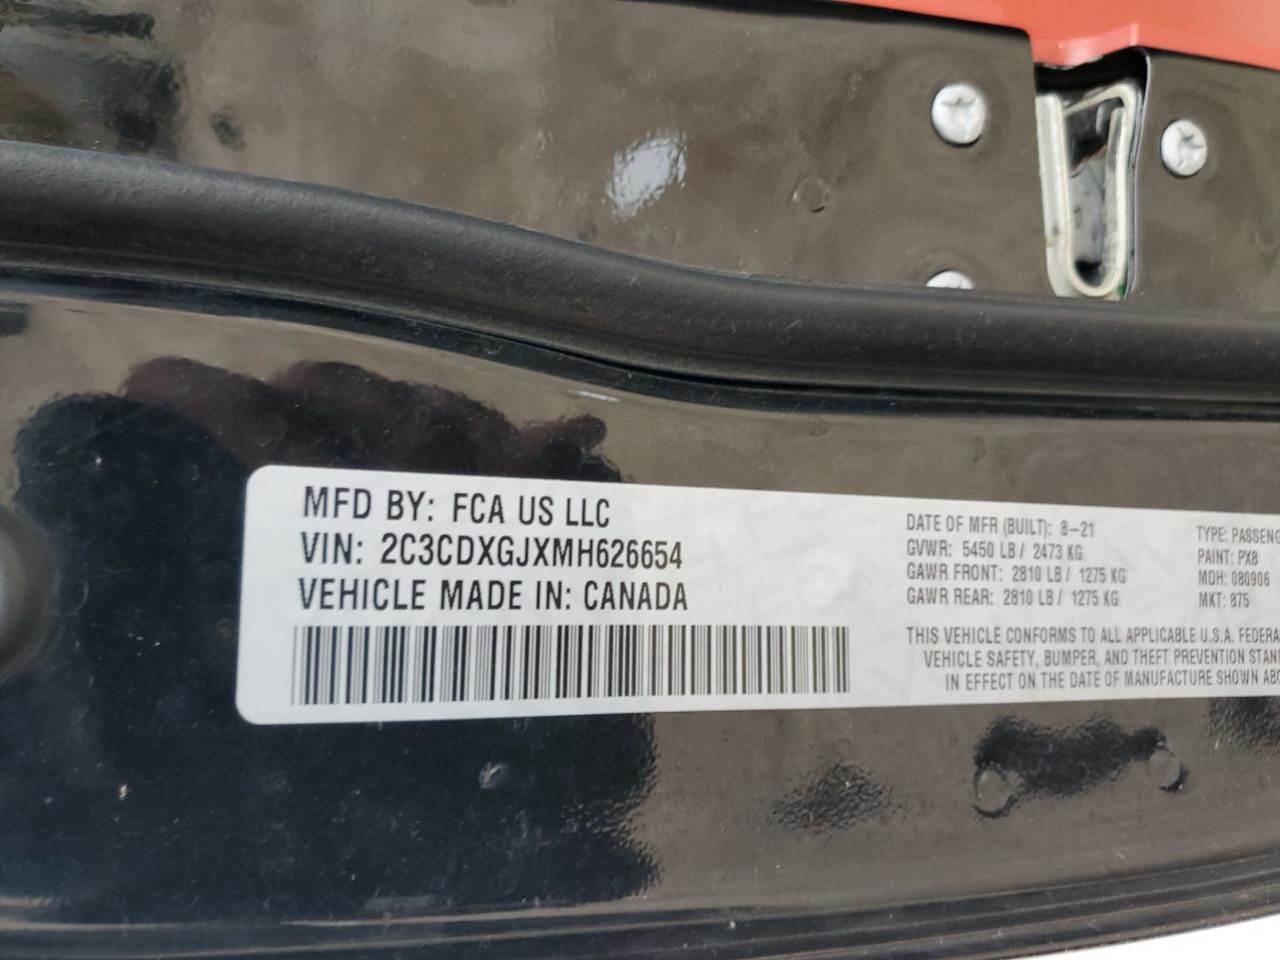 MFD BY: FCA US LLC
VIN: 2C3CDXGJXMH626654
VEHICLE MADE IN: CANADA
DATE OF MFR (BUILT): 8-21
GVWR: 5450 LB / 2473 KG
GAWR FRONT: 2810 LB / 1275 KG
GAWR REAR: 2810 LB / 1275 KG
TYPE: PASSENG
PAINT: PX8
MDH: 080906
MKT: 875
THIS VEHICLE CONFORMS TO ALL APPLICABLE U.S.A. FEDERA
VEHICLE SAFETY, BUMPER, AND THEFT PREVENTION STAN
IN EFFECT ON THE DATE OF MANUFACTURE SHOWN ABO